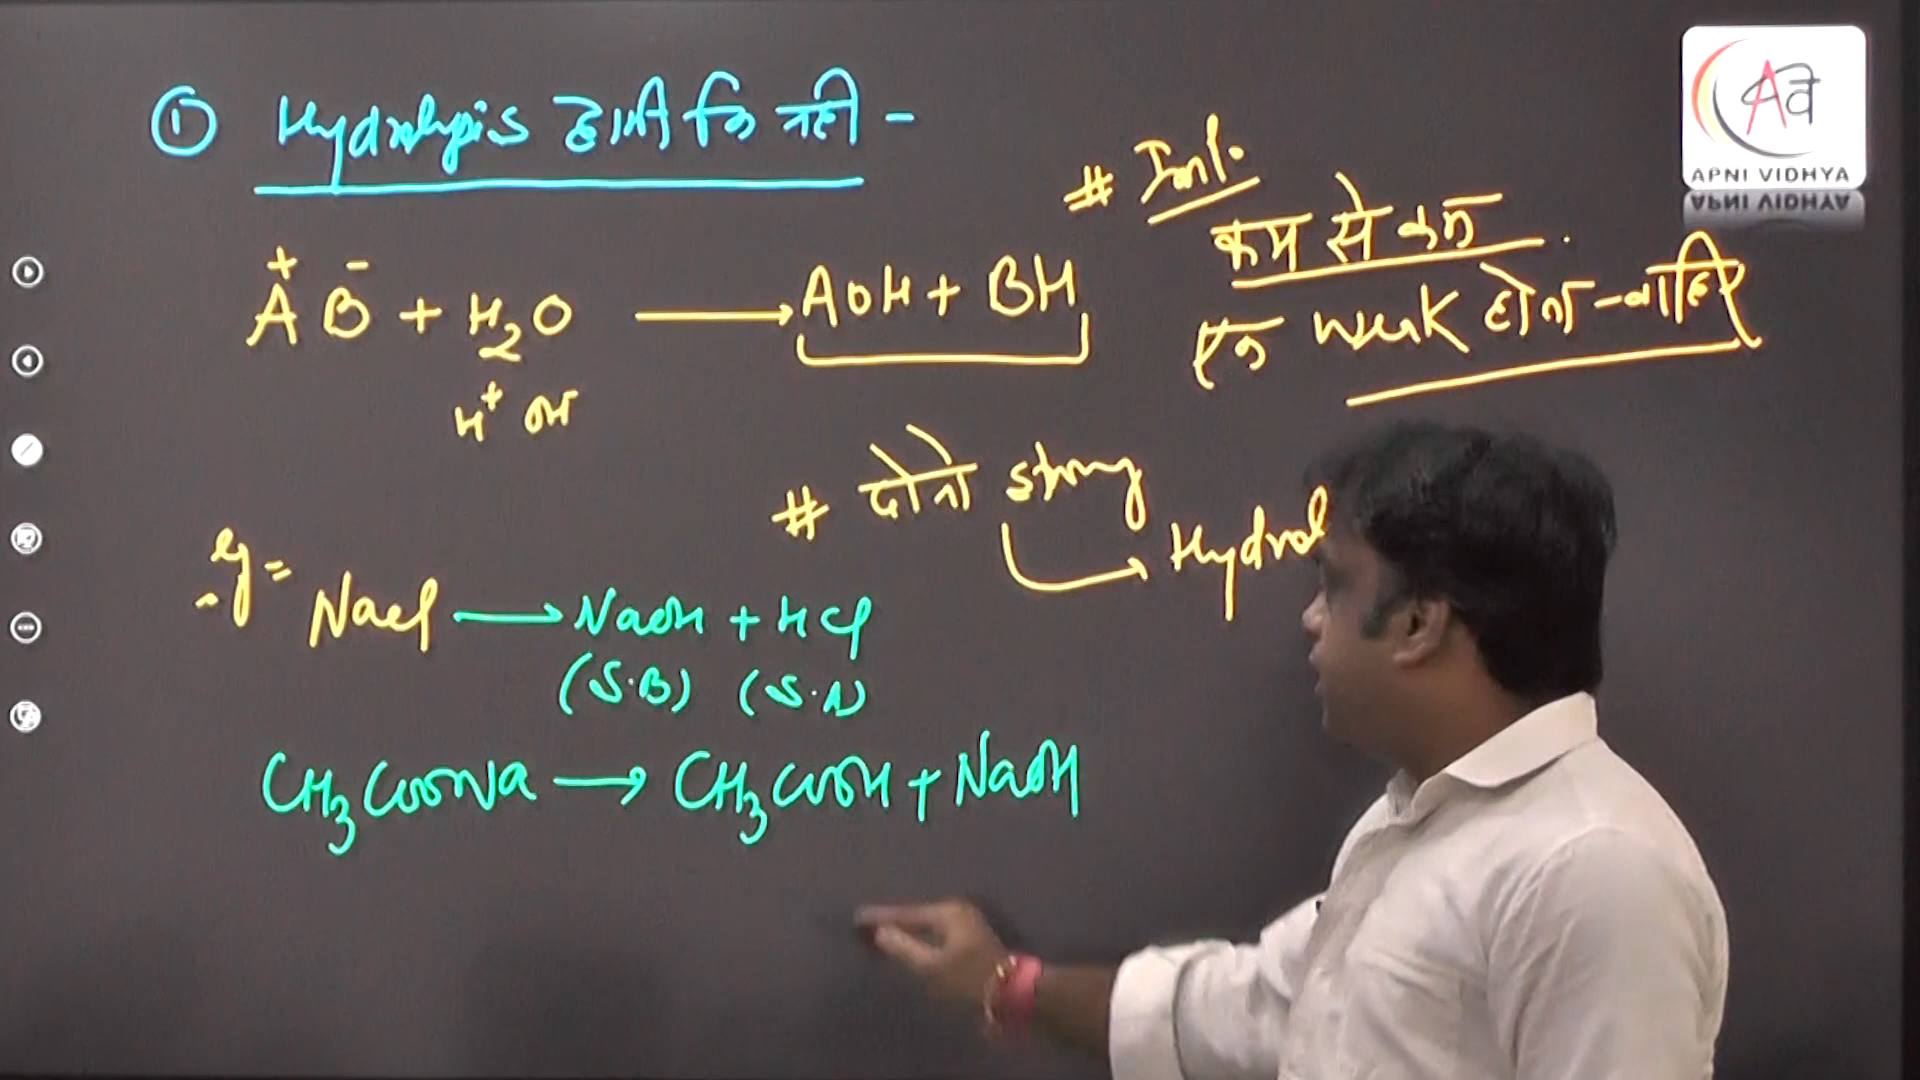 ① Hydrolysis होगी कि नही -
A⁺ B⁻ + H₂O ⟶ AOH + BH
H⁺ OH
# Iml.
कम से कम
एक weak होना चाहिए
# दोनो strong
Hydrol
eg =
NaCl ⟶ NaOH + HCl
(S.B) (S.A)
CH₃COONa ⟶ CH₃COOH + NaOH
APNI VIDHYA